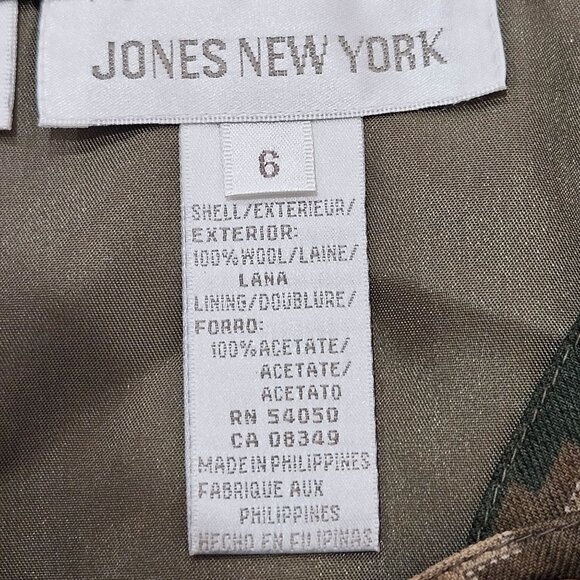 JONES NEW YORK
6
SHELL/EXTERIEUR/
EXTERIOR:
100%WOOL/LAINE/
LANA
LINING/DOUBLURE/
FORRO:
100%ACETATE/
ACETATE/
ACETATO
RN 54050
CA 08349
MADE IN PHILIPPINES
FABRIQUE AUX
PHILIPPINES
HECHO EN FILIPINAS